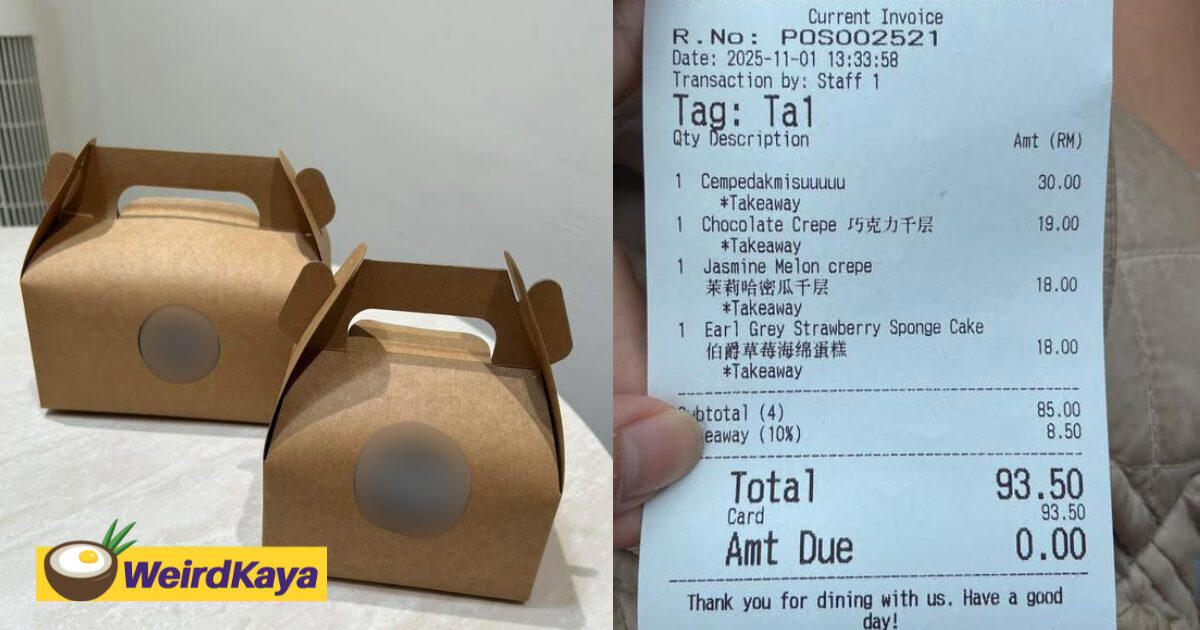 WeirdKaya
Current Invoice
R.No: POS002521
Date: 2025-11-01 13:33:58
Transaction by: Staff 1
Tag: Ta1
Qty Description Amt (RM)
1 Cempedakmisuuuuu 30.00
*Takeaway
1 Chocolate Crepe 巧克力千层 19.00
*Takeaway
1 Jasmine Melon crepe
茉莉哈密瓜千层 18.00
*Takeaway
1 Earl Grey Strawberry Sponge Cake
伯爵草莓海绵蛋糕 18.00
*Takeaway
ubtotal (4) 85.00
eaway (10%) 8.50
Total 93.50
Card 93.50
Amt Due 0.00
Thank you for dining with us. Have a good
day!